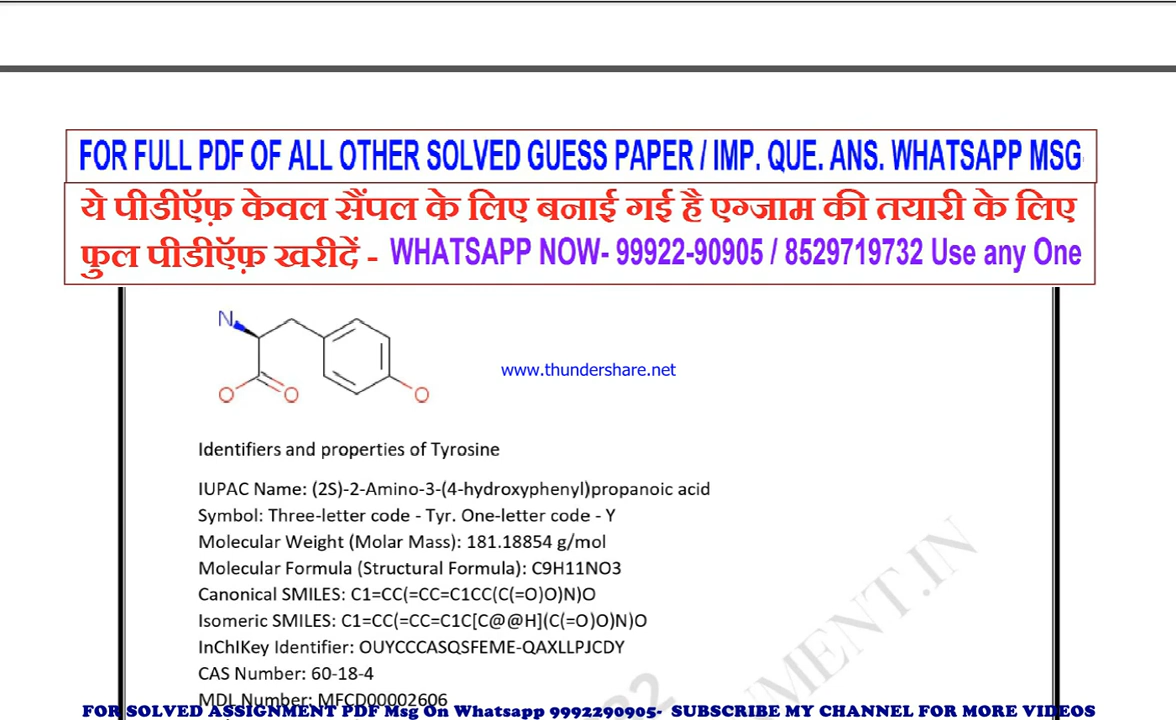 FOR FULL PDF OF ALL OTHER SOLVED GUESS PAPER / IMP. QUE. ANS. WHATSAPP MSG
ये पीडीऍफ़ केवल सैंपल के लिए बनाई गई है एग्जाम की तयारी के लिए
फुल पीडीऍफ़ खरीदें - WHATSAPP NOW- 99922-90905 / 8529719732 Use any One
N
O
O
O
www.thundershare.net
Identifiers and properties of Tyrosine
IUPAC Name: (2S)-2-Amino-3-(4-hydroxyphenyl)propanoic acid
Symbol: Three-letter code - Tyr. One-letter code - Y
Molecular Weight (Molar Mass): 181.18854 g/mol
Molecular Formula (Structural Formula): C9H11NO3
Canonical SMILES: C1=CC(=CC=C1CC(C(=O)O)N)O
Isomeric SMILES: C1=CC(=CC=C1C[C@@H](C(=O)O)N)O
InChIKey Identifier: OUYCCCASQSFEME-QAXLLPJCDY
CAS Number: 60-18-4
MDL Number: MFCD00002606
FOR SOLVED ASSIGNMENT PDF Msg On Whatsapp 9992290905- SUBSCRIBE MY CHANNEL FOR MORE VIDEOS